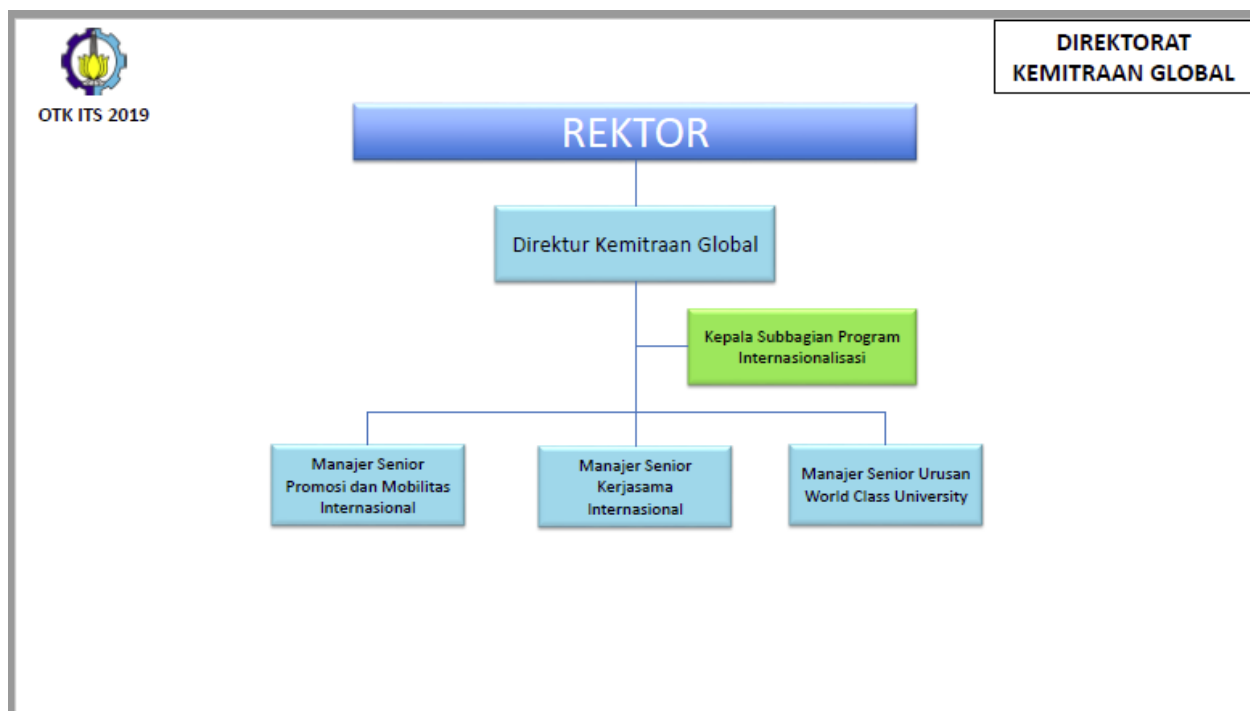 OTK ITS 2019
DIREKTORAT
KEMITRAAN GLOBAL
REKTOR
Direktur Kemitraan Global
Kepala Subbagian Program
Internasionalisasi
Manajer Senior
Promosi dan Mobilitas
Internasional
Manajer Senior
Kerjasama
Internasional
Manajer Senior Urusan
World Class University